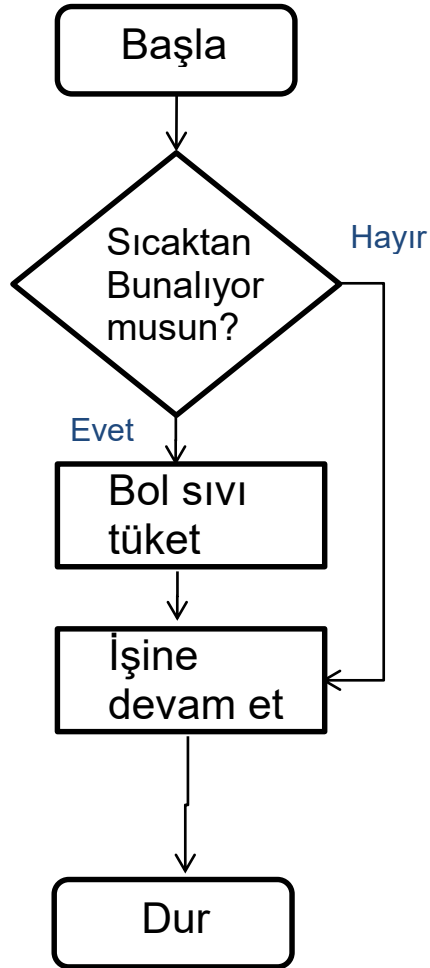 Başla
Sıcaktan
Bunalıyor
musun?
Hayır
Evet
Bol sıvı
tüket
İşine
devam et
Dur